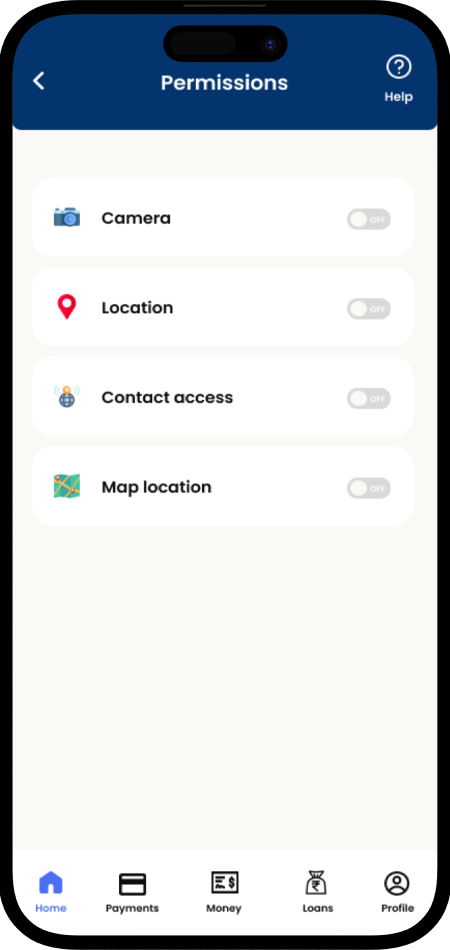 Permissions
Help
Camera
OFF
Location
OFF
Contact access
OFF
Map location
OFF
Home
Payments
Money
Loans
Profile